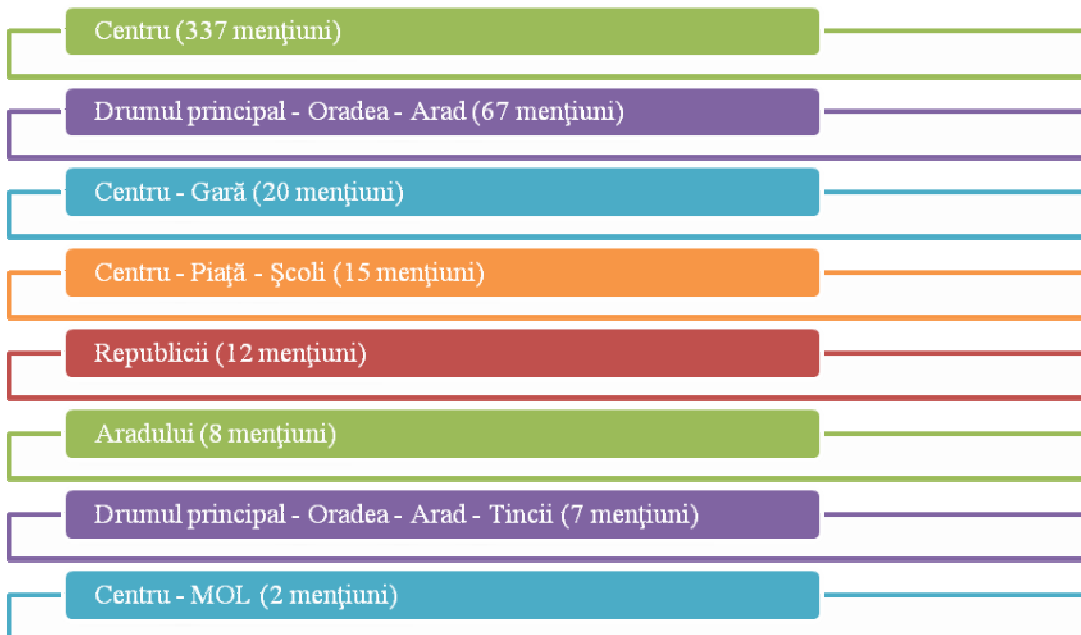 Centru (337 menţiuni)
Drumul principal - Oradea - Arad (67 menţiuni)
Centru - Gară (20 menţiuni)
Centru - Piaţă - Şcoli (15 menţiuni)
Republicii (12 menţiuni)
Aradului (8 menţiuni)
Drumul principal - Oradea - Arad - Tincii (7 menţiuni)
Centru - MOL (2 menţiuni)